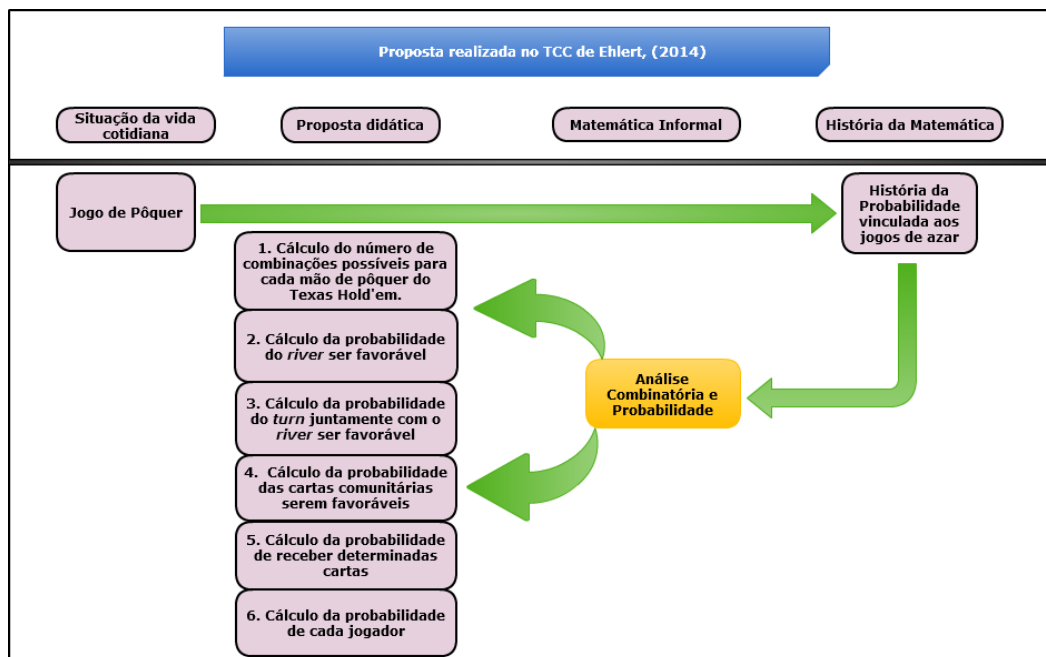 Proposta realizada no TCC de Ehlert, (2014)
Situação da vida
cotidiana
Proposta didática
Matemática Informal
História da Matemática
Jogo de Pôquer
História da
Probabilidade
vinculada aos
jogos de azar
1. Cálculo do número de
combinações possíveis para
cada mão de pôquer do
Texas Hold'em.
2. Cálculo da probabilidade
do river ser favorável
3. Cálculo da probabilidade
do turn juntamente com o
river ser favorável
4. Cálculo da probabilidade
das cartas comunitárias
serem favoráveis
5. Cálculo da probabilidade
de receber determinadas
cartas
6. Cálculo da probabilidade
de cada jogador
Análise
Combinatória e
Probabilidade